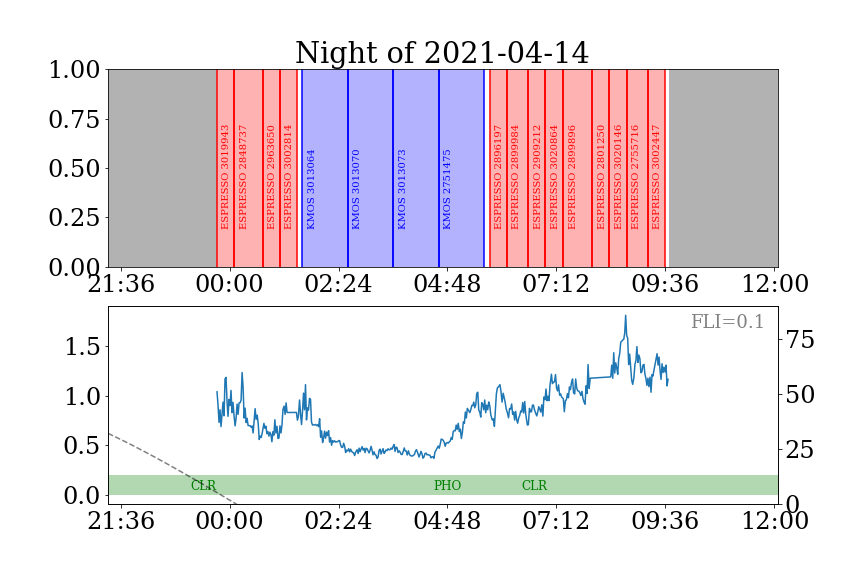 Night of 2021-04-14
1.00
0.75
0.50
0.25
0.00
ESPRESSO 3019943
ESPRESSO 2848737
ESPRESSO 2963650
ESPRESSO 3002814
KMOS 3013064
KMOS 3013070
KMOS 3013073
KMOS 2751475
ESPRESSO 2896197
ESPRESSO 2899984
ESPRESSO 2909212
ESPRESSO 3020864
ESPRESSO 2899896
ESPRESSO 2801250
ESPRESSO 3020146
ESPRESSO 2755716
ESPRESSO 3002447
21:36 00:00 02:24 04:48 07:12 09:36 12:00
FLI=0.1
1.5
1.0
0.5
0.0
75
50
25
0
CLR PHO CLR
21:36 00:00 02:24 04:48 07:12 09:36 12:00